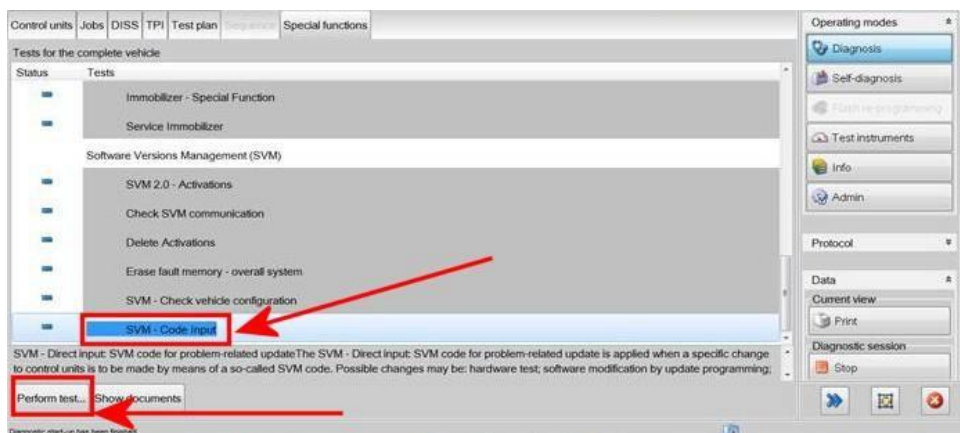 Control units Jobs DISS TPI Test plan Special functions
Tests for the complete vehicle
Status Tests
Immobilizer - Special Function
Service Immobilizer
Software Versions Management (SVM)
SVM 2.0 - Activations
Check SVM communication
Delete Activations
Erase fault memory - overall system
SVM - Check vehicle configuration
SVM - Code Input
SVM - Direct input: SVM code for problem-related updateThe SVM - Direct input: SVM code for problem-related update is applied when a specific change
to control units is to be made by means of a so-called SVM code. Possible changes may be: hardware test; software modification by update programming;
Perform test... Show documents
Diagnostic start-up has been finished.
Operating modes
Diagnosis
Self-diagnosis
Flash re-programming
Test instruments
Info
Admin
Protocol
Data
Current view
Print
Diagnostic session
Stop